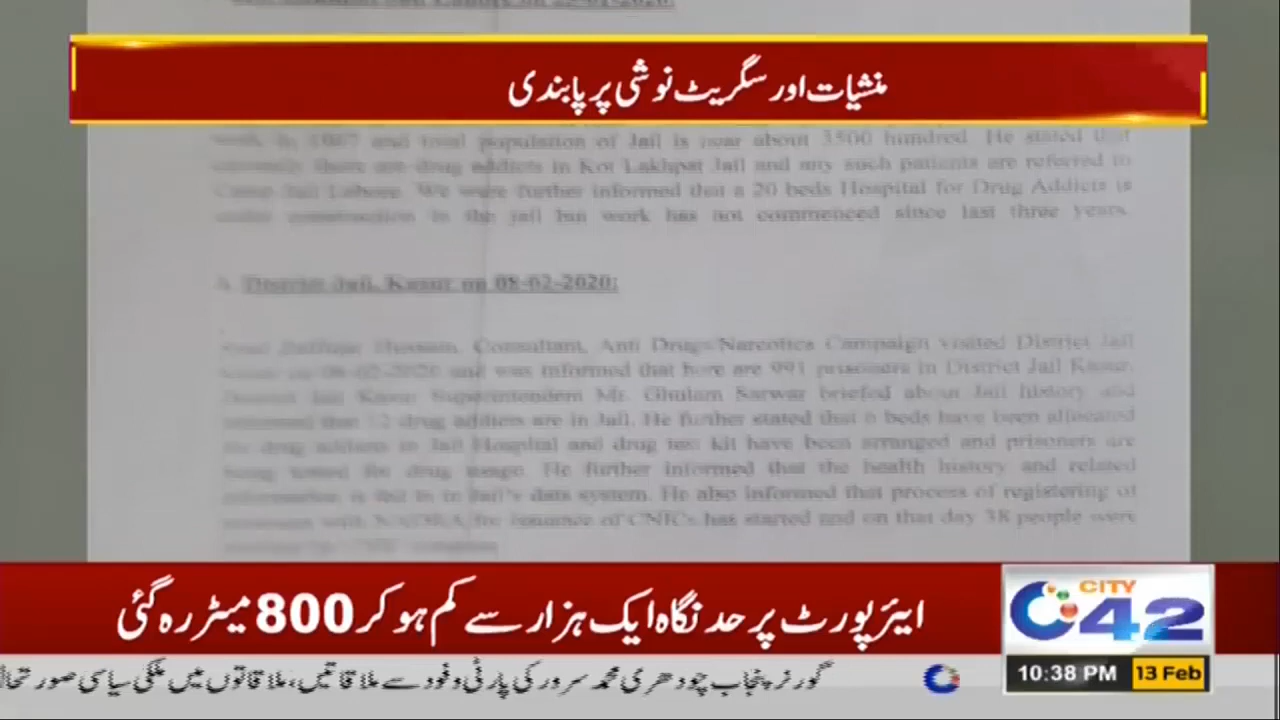 منشیات اور سگریٹ نوشی پر پابندی
and total population of Jail is near about 3500 hundred. He stated that
there are drug addicts in Kot Lakhpat Jail and any such patients are referred to
Camp Jail Lahore. We were further informed that a 20 beds Hospital for Drug Addicts is
under construction in the jail but work has not commenced since last three years.
District Jail, Kasur on 08-02-2020:
Hussain, Consultant, Anti Drugs/Narcotics Campaign visited District Jail
and was informed that here are 991 prisoners in District Jail Kasur.
District Jail Kasur Superintendent Mr. Ghulam Sarwar briefed about Jail history and
informed that 12 drug addicts are in Jail. He further stated that 6 beds have been allocated
for drug addicts in Jail Hospital and drug test kit have been arranged and prisoners are
being tested for drug usage. He further informed that the health history and related
information is fed in to Jail's data system. He also informed that process of registering of
prisoners with NADRA for issuance of CNICs has started and on that day 38 people were
ایئرپورٹ پر حد نگاہ ایک ہزار سے کم ہو کر 800 میٹر رہ گئی
CITY 42
گورنر پنجاب چودھری محمد سرور کی پارٹی وفود سے ملاقاتیں، ملاقاتوں میں ملکی سیاسی صورتحال
10:38 PM 13 Feb